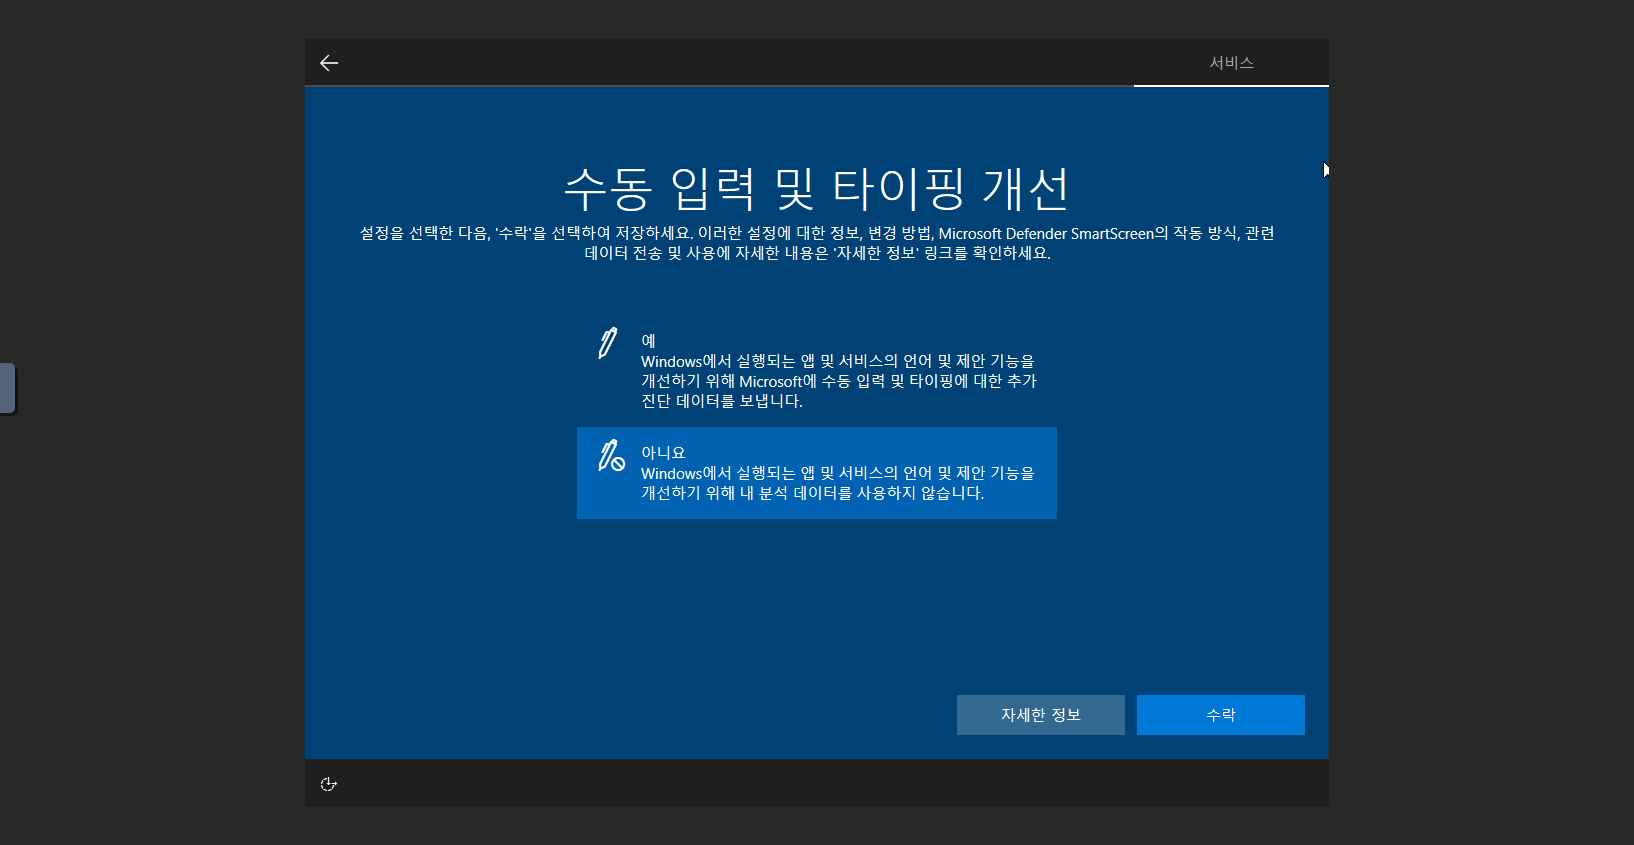 서비스
수동 입력 및 타이핑 개선
설정을 선택한 다음, '수락'을 선택하여 저장하세요. 이러한 설정에 대한 정보, 변경 방법, Microsoft Defender SmartScreen의 작동 방식, 관련
데이터 전송 및 사용에 자세한 내용은 '자세한 정보' 링크를 확인하세요.
예
Windows에서 실행되는 앱 및 서비스의 언어 및 제안 기능을
개선하기 위해 Microsoft에 수동 입력 및 타이핑에 대한 추가
진단 데이터를 보냅니다.
아니요
Windows에서 실행되는 앱 및 서비스의 언어 및 제안 기능을
개선하기 위해 내 분석 데이터를 사용하지 않습니다.
자세한 정보
수락